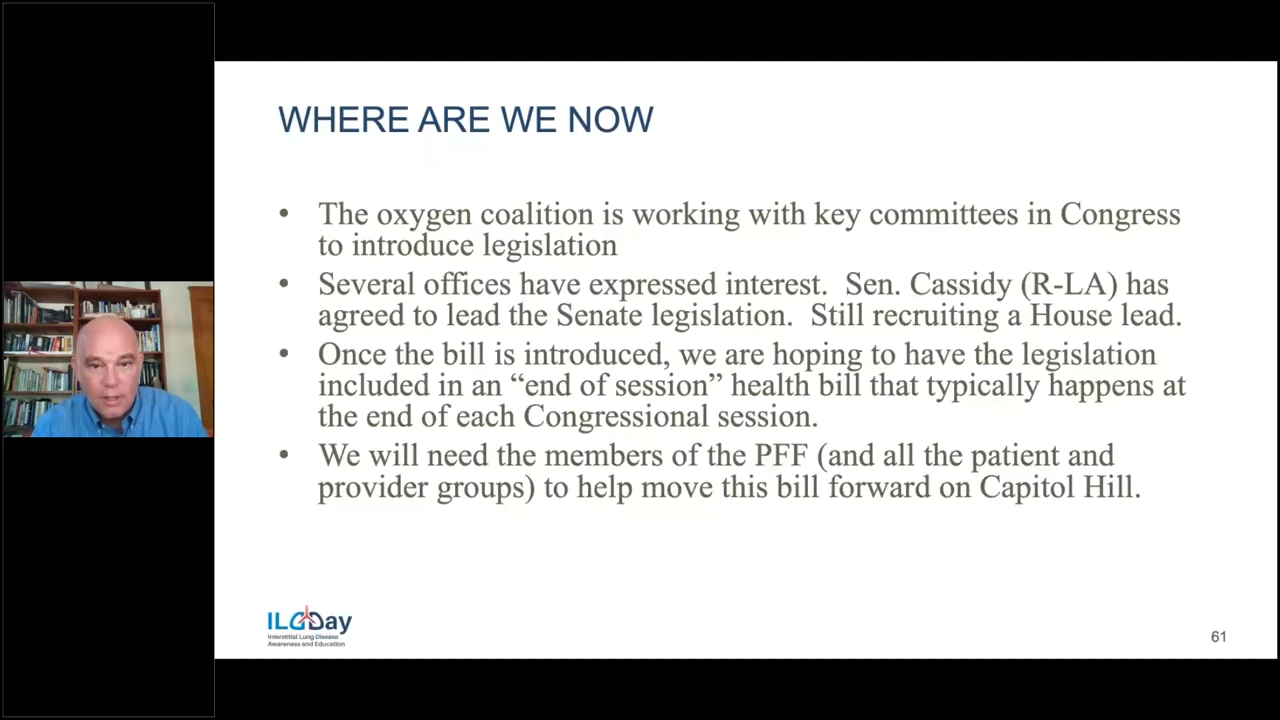 WHERE ARE WE NOW
• The oxygen coalition is working with key committees in Congress
to introduce legislation
• Several offices have expressed interest.  Sen. Cassidy (R-LA) has
agreed to lead the Senate legislation.  Still recruiting a House lead.
• Once the bill is introduced, we are hoping to have the legislation
included in an “end of session” health bill that typically happens at
the end of each Congressional session.
• We will need the members of the PFF (and all the patient and
provider groups) to help move this bill forward on Capitol Hill.
ILD Day
Interstitial Lung Disease
Awareness and Education
61